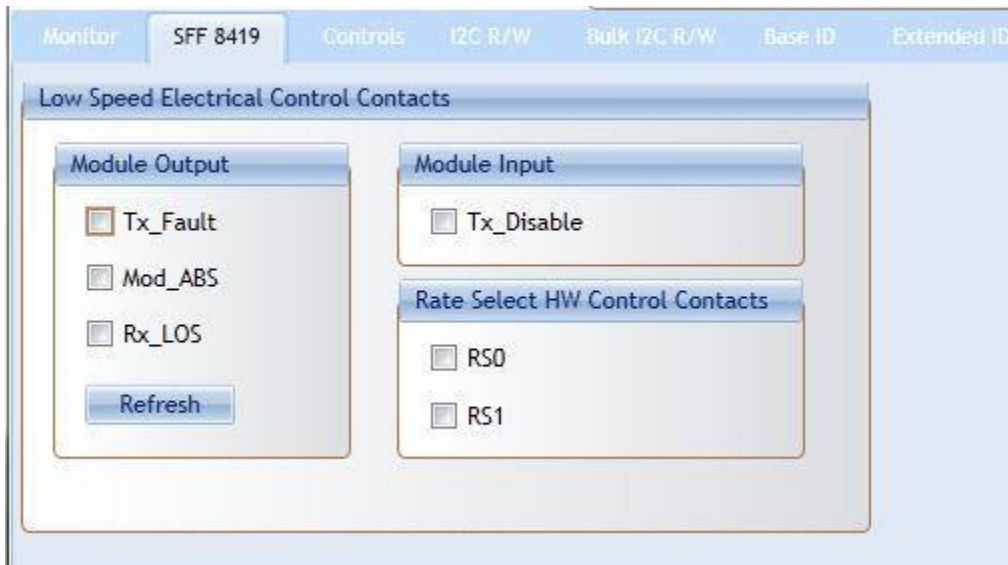 Monitor SFF 8419 Controls I2C R/W Bulk I2C R/W Base ID Extended ID
Low Speed Electrical Control Contacts
Module Output
Tx_Fault
Mod_ABS
Rx_LOS
Refresh
Module Input
Tx_Disable
Rate Select HW Control Contacts
RS0
RS1